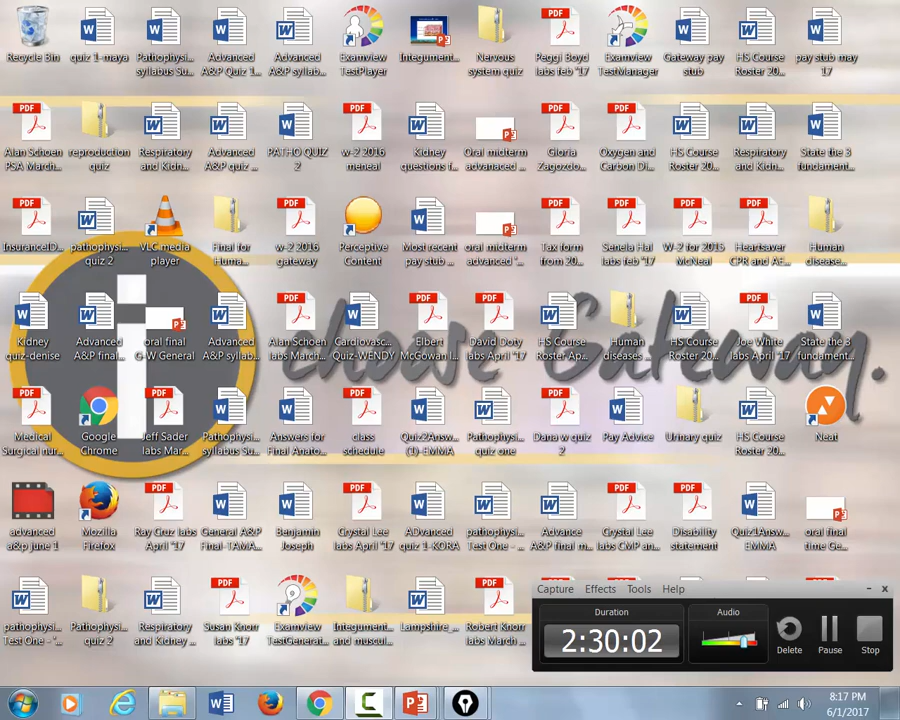 Recycle Bin
quiz 1-maya
Pathophysi...
syllabus Su...
Advanced
A&P Quiz 1...
Advanced
A&P syllab...
Examview
TestPlayer
Integument...
Nervous
system quiz
Peggi Boyd
labs feb '17
Examview
TestManager
Gateway pay
stub
HS Course
Roster 20...
pay stub may
17
Alan Schoen
PSA March...
reproduction
quiz
Respiratory
and Kidn...
Advanced
A&P quiz ...
PATHO QUIZ
2
w-2 2016
meneal
Kidney
questions f...
Oral midterm
advanaced ...
Gloria
Zagozdo...
Oxygen and
Carbon Di...
HS Course
Roster 20...
Respiratory
and Kidn...
State the 3
fundament...
InsuranceID...
pathophysi...
quiz 2
VLC media
player
Final for
Huma...
w-2 2016
gateway
Perceptive
Content
Most recent
pay stub ...
oral midterm
advanced '...
Tax form
from 20...
Seneia Hal
labs feb '17
W-2 for 2015
McNeal
Heartsaver
CPR and AE...
Human
disease...
Kidney
quiz-denise
Advanced
A&P final...
oral final
G-W General
Advanced
A&P syllab...
Alan Schoen
labs March...
Cardiovasc...
Quiz-WENDY
Elbert
McGowan l...
David Doty
labs April '17
HS Course
Roster Ap...
Human
diseases ...
HS Course
Roster 20...
Joe White
labs April '17
State the 3
fundament...
choose Gateway.
Medical
Surgical nur...
Google
Chrome
Jeff Sader
labs Mar...
Pathophysi...
syllabus Su...
Answers for
Final Anato...
class
schedule
Quiz2Answ...
(1)-EMMA
Pathophysi...
quiz one
Dana w quiz
2
Pay Advice
Urinary quiz
HS Course
Roster 20...
Neat
advanced
a&p june 1
Mozilla
Firefox
Ray Cruz labs
April '17
General A&P
Final-TAMA...
Benjamin
Joseph
Crystal Lee
labs April '17
ADvanced
quiz 1-KORA
pathophysi...
Test One - ...
Advance
A&P final m...
Crystal Lee
labs CMP an...
Disability
statement
Quiz1Answ...
EMMA
oral final
time Ge...
pathophysi...
Test One - '...
Pathophysi...
quiz 2
Respiratory
and Kidney ...
Susan Knorr
labs '17
Examview
TestGenerat...
Integument...
and muscul...
Lampshire_...
Robert Knorr
labs March ...
Capture Effects Tools Help
Duration
2:30:02
Audio
Delete
Pause
Stop
8:17 PM
6/1/2017